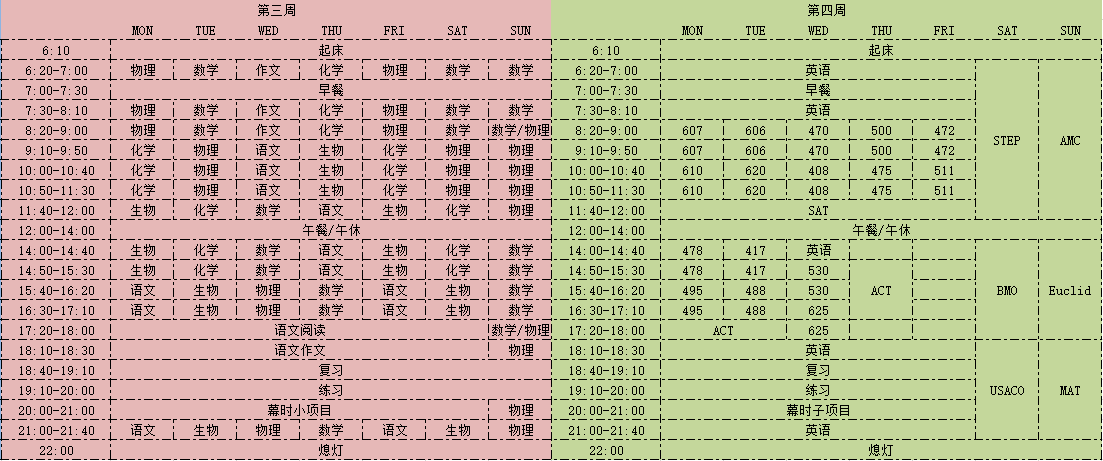 第三周 第四周
MON TUE WED THU FRI SAT SUN MON TUE WED THU FRI SAT SUN
6:10 起床 6:10 起床
6:20-7:00 物理 数学 作文 化学 物理 数学 数学 6:20-7:00 英语
7:00-7:30 早餐 7:00-7:30 早餐
7:30-8:10 物理 数学 作文 化学 物理 数学 数学 7:30-8:10 英语
8:20-9:00 物理 数学 作文 化学 物理 数学 数学/物理 8:20-9:00 607 606 470 500 472 STEP AMC
9:10-9:50 化学 物理 语文 生物 化学 物理 物理 9:10-9:50 607 606 470 500 472
10:00-10:40 化学 物理 语文 生物 化学 物理 物理 10:00-10:40 610 620 408 475 511
10:50-11:30 化学 物理 语文 生物 化学 物理 物理 10:50-11:30 610 620 408 475 511
11:40-12:00 生物 化学 数学 语文 生物 化学 物理 11:40-12:00 SAT
12:00-14:00 午餐/午休 12:00-14:00 午餐/午休
14:00-14:40 生物 化学 数学 语文 生物 化学 数学 14:00-14:40 478 417 英语
14:50-15:30 生物 化学 数学 语文 生物 化学 数学 14:50-15:30 478 417 530
15:40-16:20 语文 生物 物理 数学 语文 生物 数学 15:40-16:20 495 488 530 ACT BMO Euclid
16:30-17:10 语文 生物 物理 数学 语文 生物 数学 16:30-17:10 495 488 625
17:20-18:00 语文阅读 数学/物理 17:20-18:00 ACT 625
18:10-18:30 语文作文 物理 18:10-18:30 英语
18:40-19:10 复习 18:40-19:10 复习
19:10-20:00 练习 19:10-20:00 练习 USACO MAT
20:00-21:00 幕时小项目 物理 20:00-21:00 幕时子项目
21:00-21:40 语文 生物 物理 数学 语文 生物 物理 21:00-21:40 英语
22:00 熄灯 22:00 熄灯